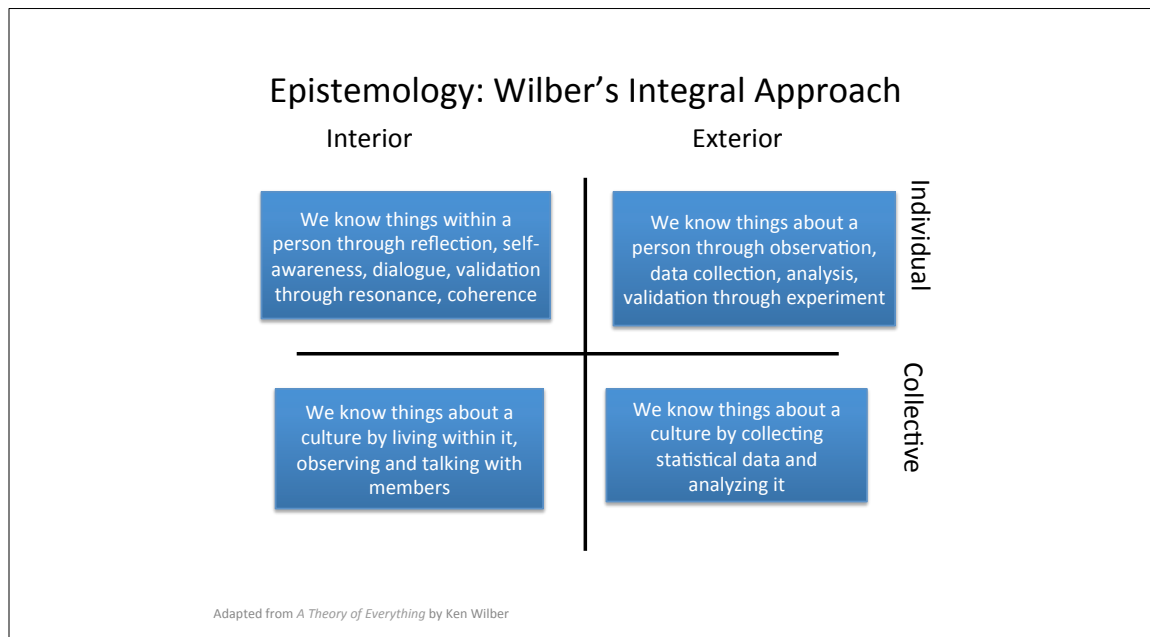 Epistemology: Wilber’s Integral Approach
Interior
Exterior
We know things within a
person through reflection, self-
awareness, dialogue, validation
through resonance, coherence
We know things about a
person through observation,
data collection, analysis,
validation through experiment
Individual
We know things about a
culture by living within it,
observing and talking with
members
We know things about a
culture by collecting
statistical data and
analyzing it
Collective
Adapted from A Theory of Everything by Ken Wilber